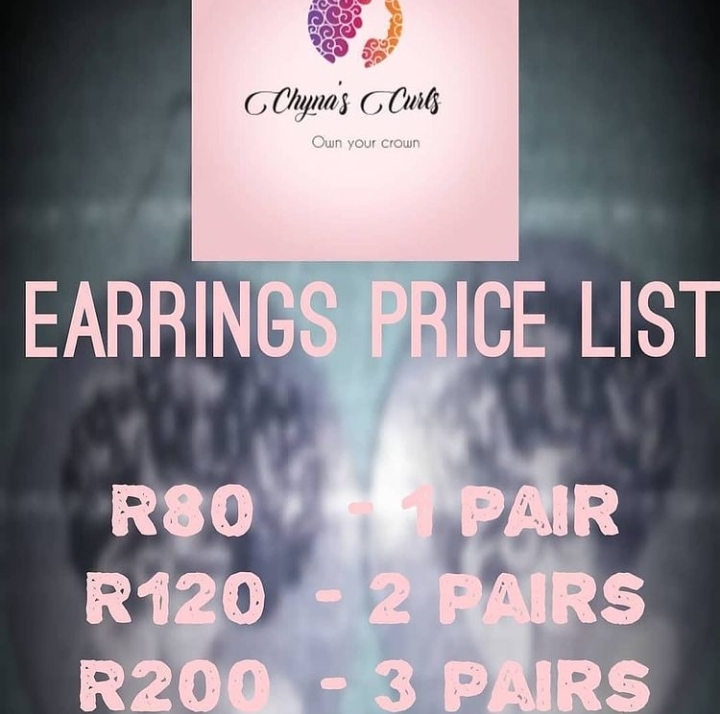 Chyna's Curls
Own your crown
EARRINGS PRICE LIST
R80 - 1 PAIR
R120 - 2 PAIRS
R200 - 3 PAIRS